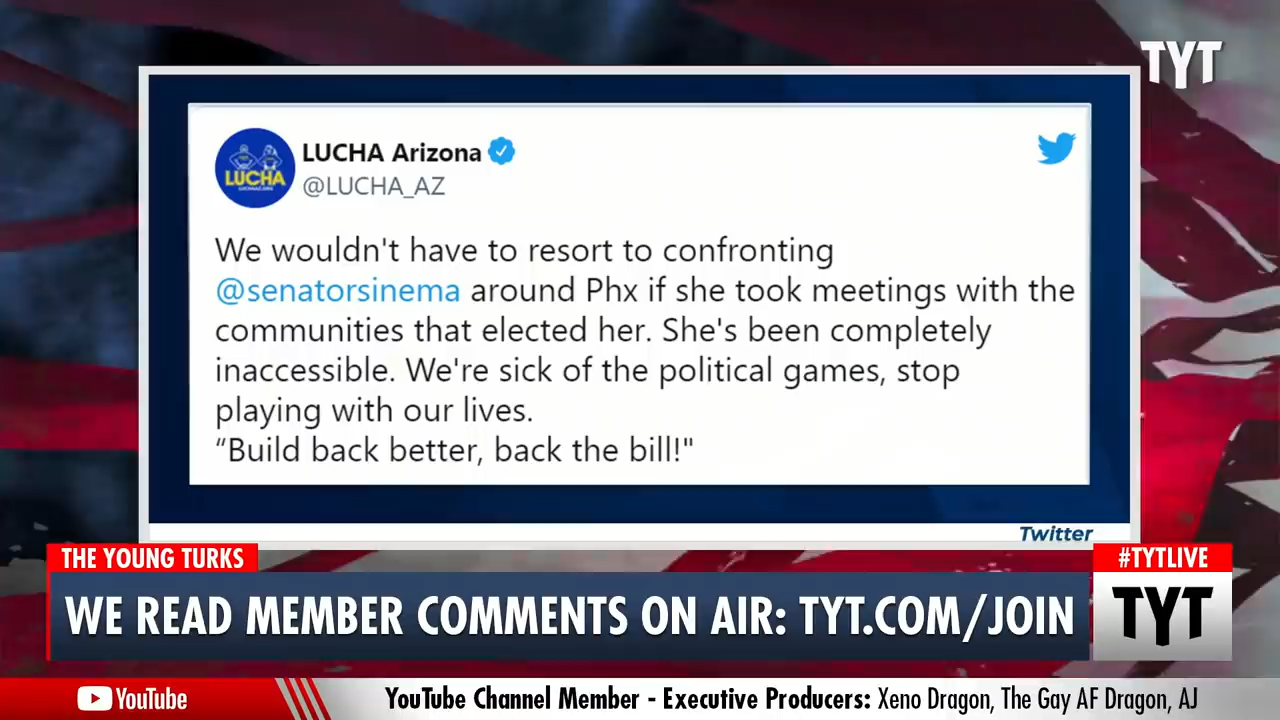 TYT
LUCHA Arizona
@LUCHA_AZ
LUCHA
We wouldn't have to resort to confronting
@senatorsinema around Phx if she took meetings with the
communities that elected her. She's been completely
inaccessible. We're sick of the political games, stop
playing with our lives.
“Build back better, back the bill!"
Twitter
THE YOUNG TURKS
#TYTLIVE
WE READ MEMBER COMMENTS ON AIR: TYT.COM/JOIN
TYT
YouTube
YouTube Channel Member - Executive Producers: Xeno Dragon, The Gay AF Dragon, AJ